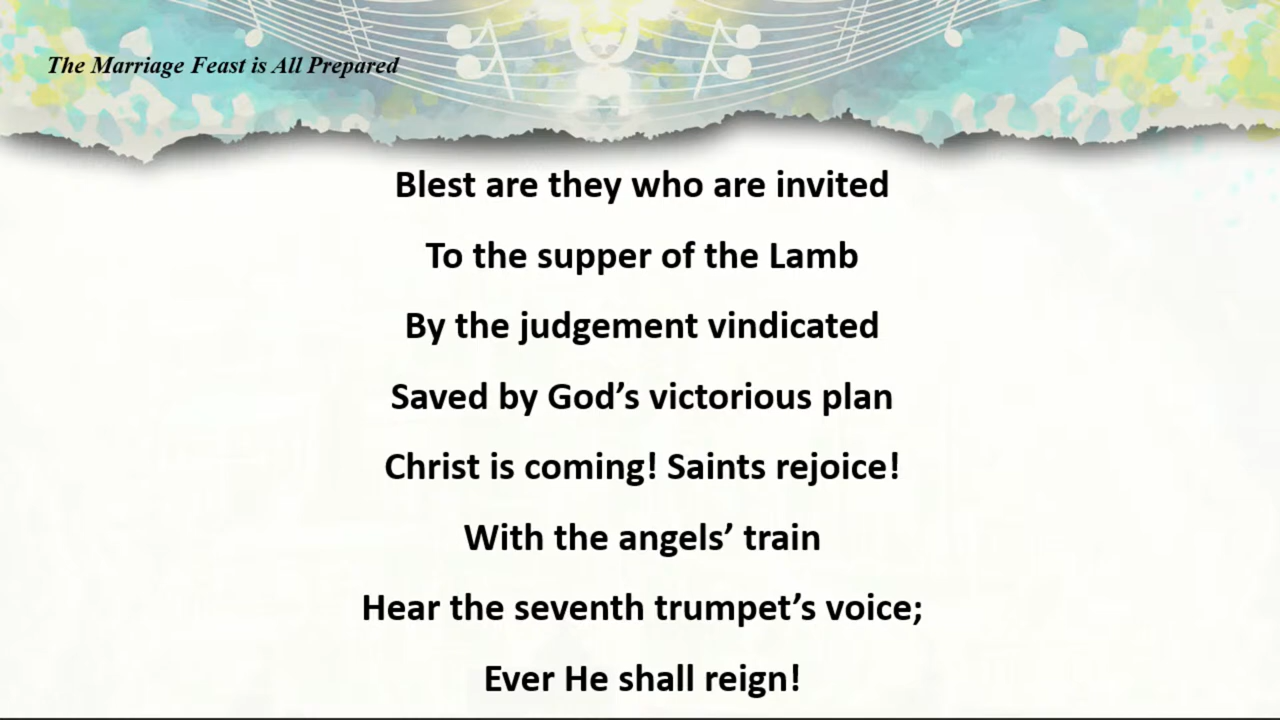 The Marriage Feast is All Prepared
Blest are they who are invited
To the supper of the Lamb
By the judgement vindicated
Saved by God’s victorious plan
Christ is coming! Saints rejoice!
With the angels’ train
Hear the seventh trumpet’s voice;
Ever He shall reign!